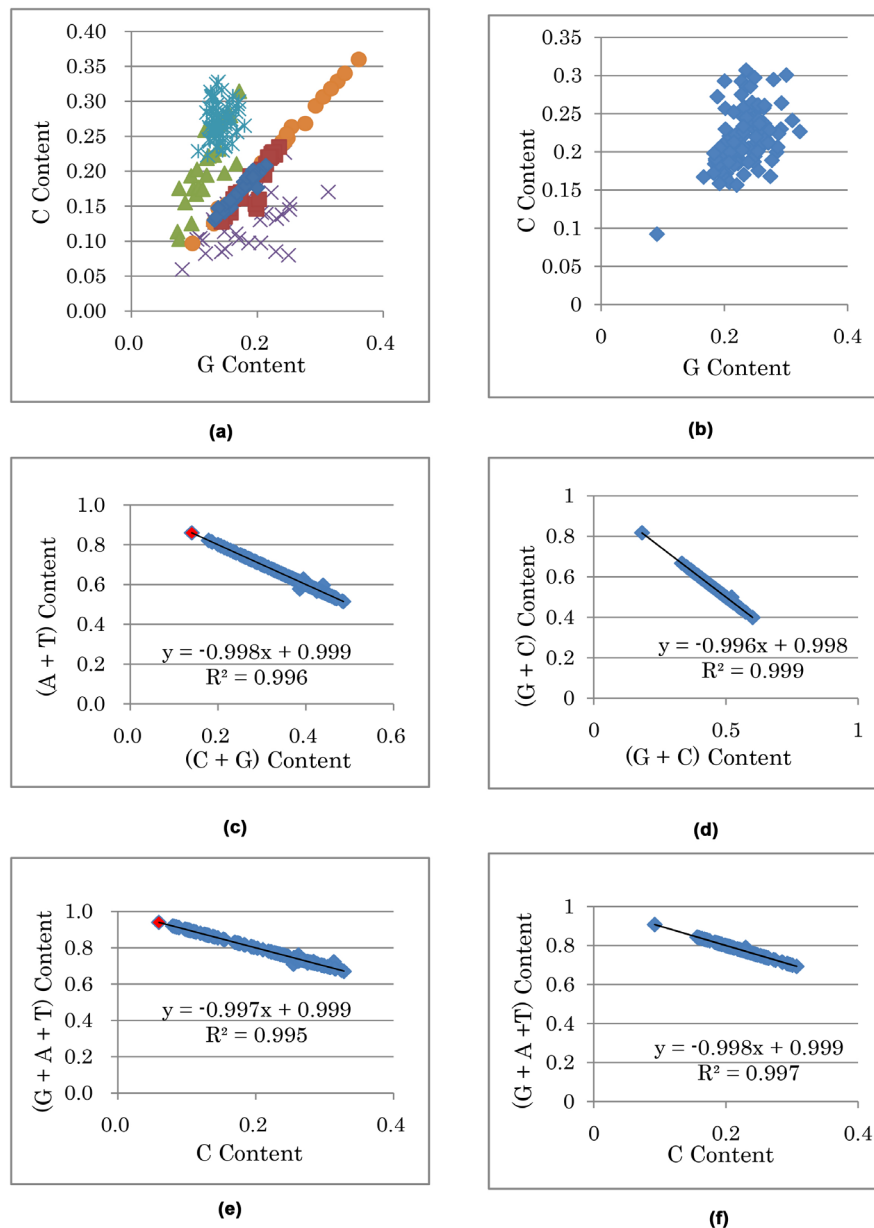 0.40
0.35
0.30
0.25
0.20
0.15
0.10
0.05
0.00
C Content
0.0
0.2
0.4
G Content
(a)
0.35
0.3
0.25
0.2
0.15
0.1
0.05
0
C Content
0
0.2
0.4
G Content
(b)
1.0
0.8
0.6
0.4
0.2
0.0
(A + T) Content
y = -0.998x + 0.999
R² = 0.996
0.0
0.2
0.4
0.6
(C + G) Content
(c)
1
0.8
0.6
0.4
0.2
0
(G + C) Content
y = -0.996x + 0.998
R² = 0.999
0
0.5
1
(G + C) Content
(d)
1.0
0.8
0.6
0.4
0.2
0.0
(G + A + T) Content
y = -0.997x + 0.999
R² = 0.995
0
0.2
0.4
C Content
(e)
1
0.8
0.6
0.4
0.2
0
(G + A +T) Content
y = -0.998x + 0.999
R² = 0.997
0
0.2
0.4
C Content
(f)